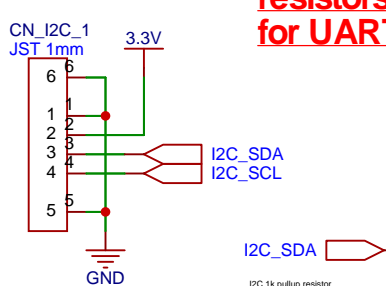 resistors
for UART
CN_I2C_1
JST 1mm
3.3V
6 6
1 1
2 2
3 3
4 4
5 5
I2C_SDA
I2C_SCL
GND
I2C_SDA
I2C 1k pullup resistor